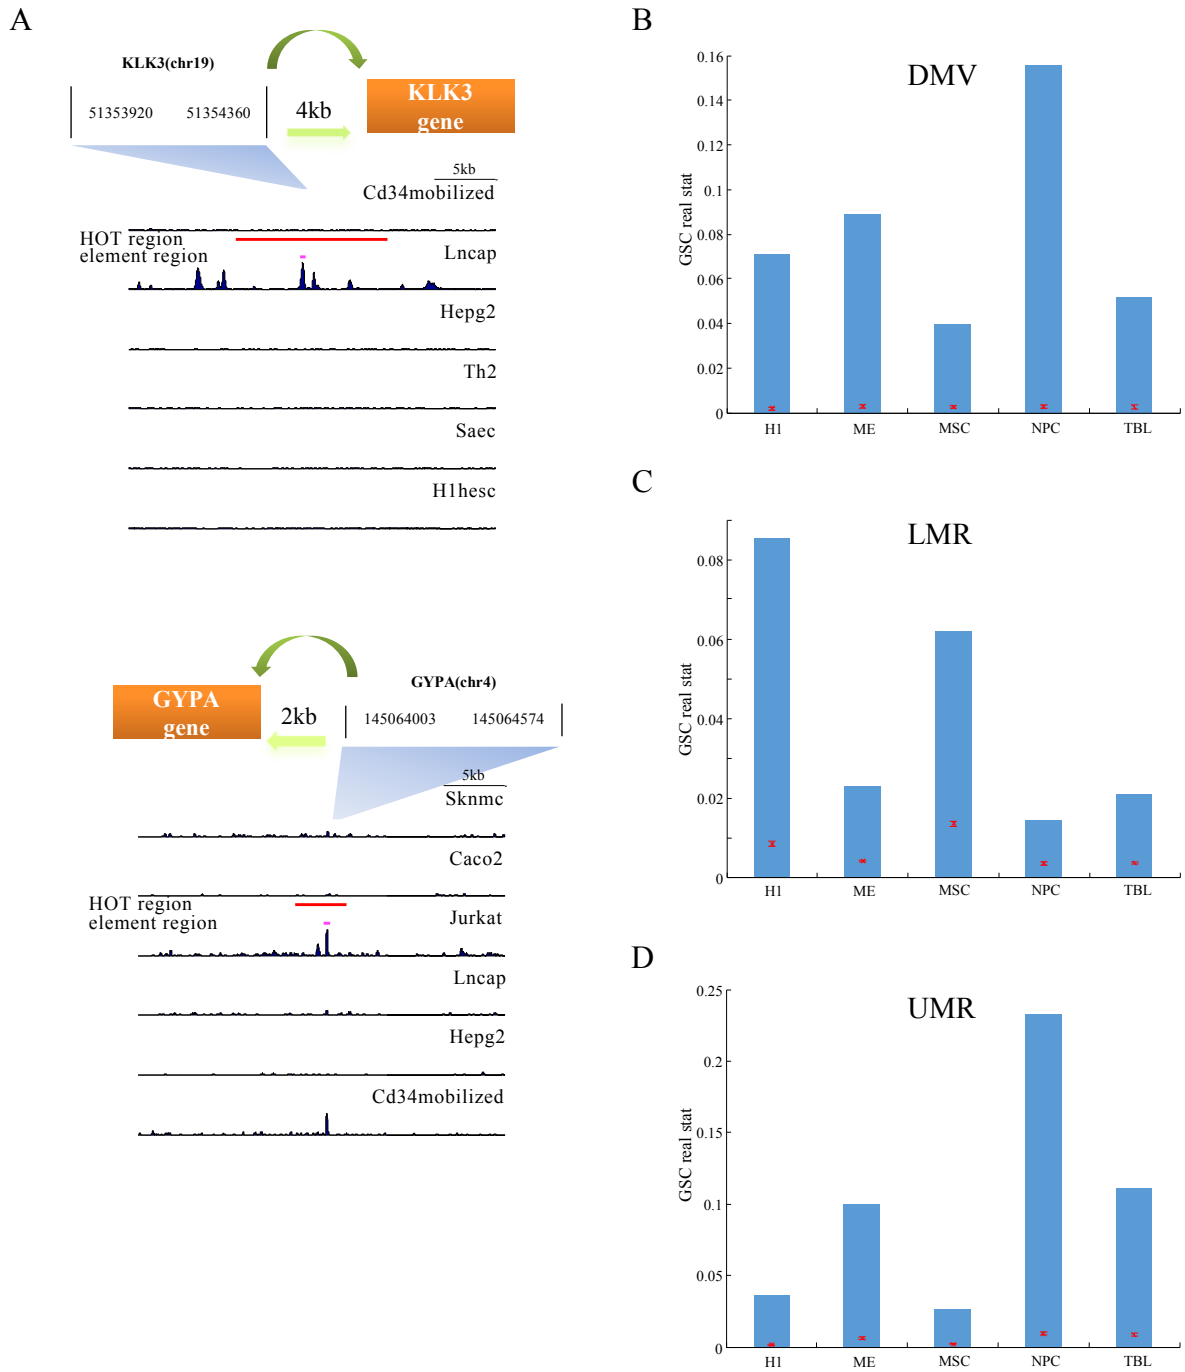 A
KLK3(chr19)
51353920 51354360
4kb
KLK3
gene
5kb
Cd34mobilized
HOT region
element region
Lncap
Hepg2
Th2
Saec
H1hesc
GYPA
gene
2kb
GYPA(chr4)
145064003 145064574
5kb
Sknmc
Caco2
HOT region
element region
Jurkat
Lncap
Hepg2
Cd34mobilized
B
DMV
GSC real stat
0.16
0.14
0.12
0.1
0.08
0.06
0.04
0.02
0
H1 ME MSC NPC TBL
C
LMR
GSC real stat
0.08
0.06
0.04
0.02
0
H1 ME MSC NPC TBL
D
UMR
GSC real stat
0.25
0.2
0.15
0.1
0.05
0
H1 ME MSC NPC TBL